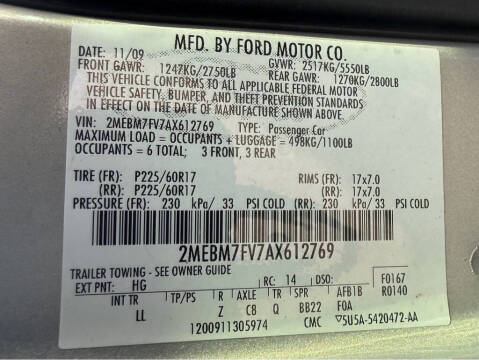 MFD. BY FORD MOTOR CO.
DATE: 11/09 GVWR: 2517KG/5550LB
FRONT GAWR: 1247KG/2750LB REAR GAWR: 1270KG/2800LB
THIS VEHICLE CONFORMS TO ALL APPLICABLE FEDERAL MOTOR
VEHICLE SAFETY, BUMPER, AND THEFT PREVENTION STANDARDS
IN EFFECT ON THE DATE OF MANUFACTURE SHOWN ABOVE.
VIN: 2MEBM7FV7AX612769 TYPE: Passenger Car
MAXIMUM LOAD = OCCUPANTS + LUGGAGE = 498KG/1100LB
OCCUPANTS = 6 TOTAL; 3 FRONT, 3 REAR
TIRE (FR): P225/60R17 RIMS (FR): 17x7.0
(RR): P225/60R17 (RR): 17x7.0
PRESSURE (FR): 230 kPa/ 33 PSI COLD (RR): 230 kPa/ 33 PSI COLD
2MEBM7FV7AX612769
TRAILER TOWING - SEE OWNER GUIDE
EXT PNT: HG RC: 14 DSO: F0167
INT TR TP/PS R AXLE TR SPR AFB1B R0140
LL Z C8 Q BB22 F0A
1200911305974 CMC ▽5U5A-5420472-AA